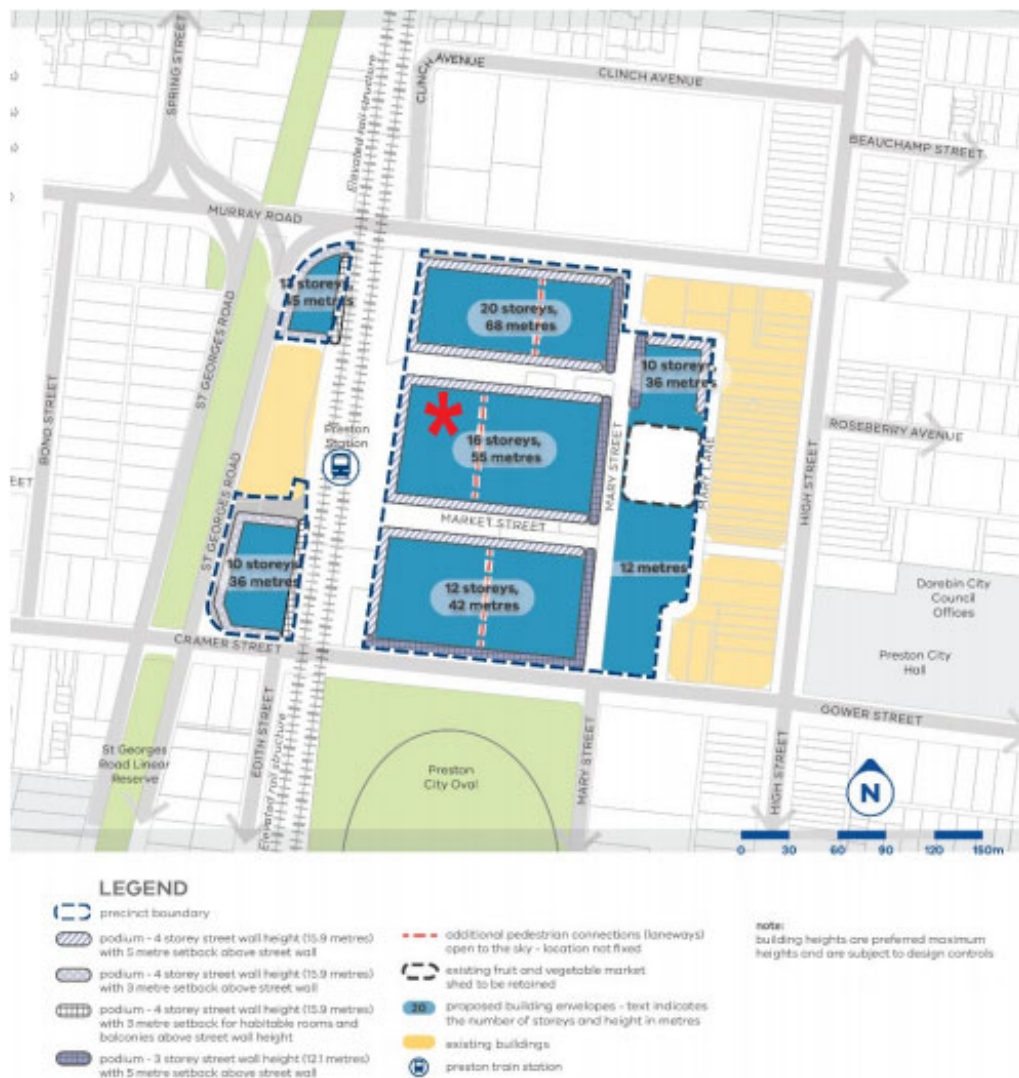 CLINCH AVENUE
CLINCH AVENUE
SPRING STREET
Elevated rail structure
BEAUCHAMP STREET
MURRAY ROAD
storeys,
metres
20 storeys,
68 metres
10 storeys,
36 metres
ST GEORGES ROAD
BOND STREET
Preston
Station
16 storeys,
55 metres
MARY STREET
MARY LANE
HIGH STREET
ROSEBERRY AVENUE
MARKET STREET
ST GEORGES ROAD
10 storeys
36 metres
12 storeys,
42 metres
12 metres
Darebin City
Council
Offices
Preston City
Hall
CRAMER STREET
GOWER STREET
St Georges
Road Linear
Reserve
EDITH STREET
Elevated rail structure
Preston
City Oval
MARY STREET
HIGH STREET
N
0 30 60 90 120 150m
LEGEND
precinct boundary
podium - 4 storey street wall height (15.9 metres)
with 5 metre setback above street wall
podium - 4 storey street wall height (15.9 metres)
with 3 metre setback above street wall
podium - 4 storey street wall height (15.9 metres)
with 3 metre setback for habitable rooms and
balconies above street wall height
podium - 3 storey street wall height (12.1 metres)
with 5 metre setback above street wall
additional pedestrian connections (laneways)
open to the sky - location not fixed
existing fruit and vegetable market
shed to be retained
20 proposed building envelopes - text indicates
the number of storeys and height in metres
existing buildings
preston train station
note:
building heights are preferred maximum
heights and are subject to design controls